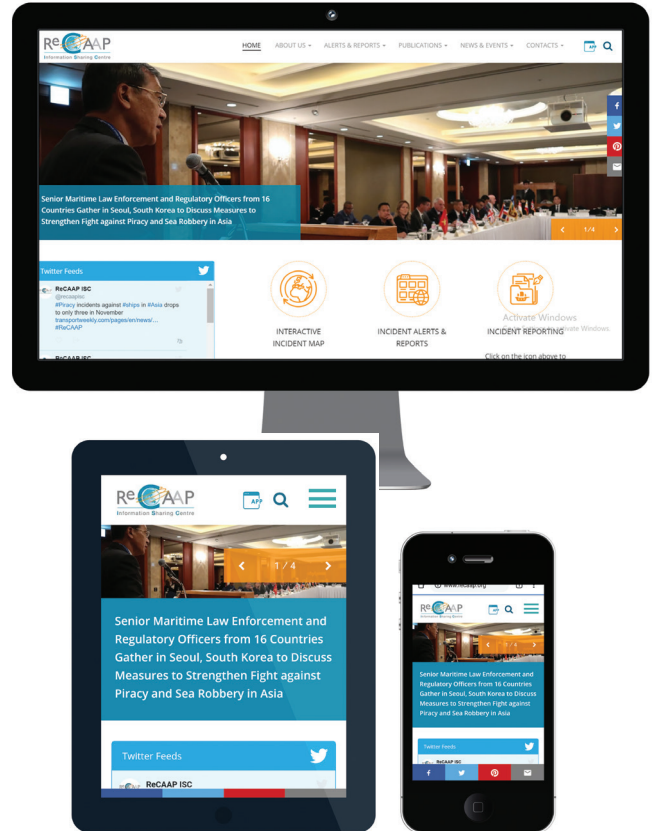 ReCAAP
Information Sharing Centre
HOME
ABOUT US
ALERTS & REPORTS
PUBLICATIONS
NEWS & EVENTS
CONTACTS
APP
Senior Maritime Law Enforcement and Regulatory Officers from 16
Countries Gather in Seoul, South Korea to Discuss Measures to
Strengthen Fight against Piracy and Sea Robbery in Asia
1/4
Twitter Feeds
ReCAAP ISC
@recaapisc
#Piracy incidents against #ships in #Asia drops
to only three in November
transportweekly.com/pages/en/news/...
#ReCAAP
ReCAAP ISC
INTERACTIVE
INCIDENT MAP
INCIDENT ALERTS &
REPORTS
Activate Windows
INCIDENT REPORTING
Click on the icon above to
ReCAAP
Information Sharing Centre
APP
1/4
Senior Maritime Law Enforcement and
Regulatory Officers from 16 Countries
Gather in Seoul, South Korea to Discuss
Measures to Strengthen Fight against
Piracy and Sea Robbery in Asia
Twitter Feeds
ReCAAP ISC
www.recaap.org
ReCAAP
Information Sharing Centre
APP
1/4
Senior Maritime Law Enforcement and
Regulatory Officers from 16 Countries
Gather in Seoul, South Korea to Discuss
Measures to Strengthen Fight against
Piracy and Sea Robbery in Asia
Twitter Feeds
ReCAAP ISC